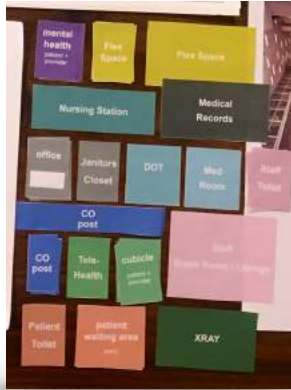 mental
health
patient +
provider
Flex
Space
Flex Space
Nursing Station
Medical
Records
office
Janitors
Closet
DOT
Med
Room
Staff
Toilet
CO
post
CO
post
Tele-
Health
cubicle
patient +
provider
Staff
Break Room / Lounge
Patient
Toilet
patient
waiting area
XRAY